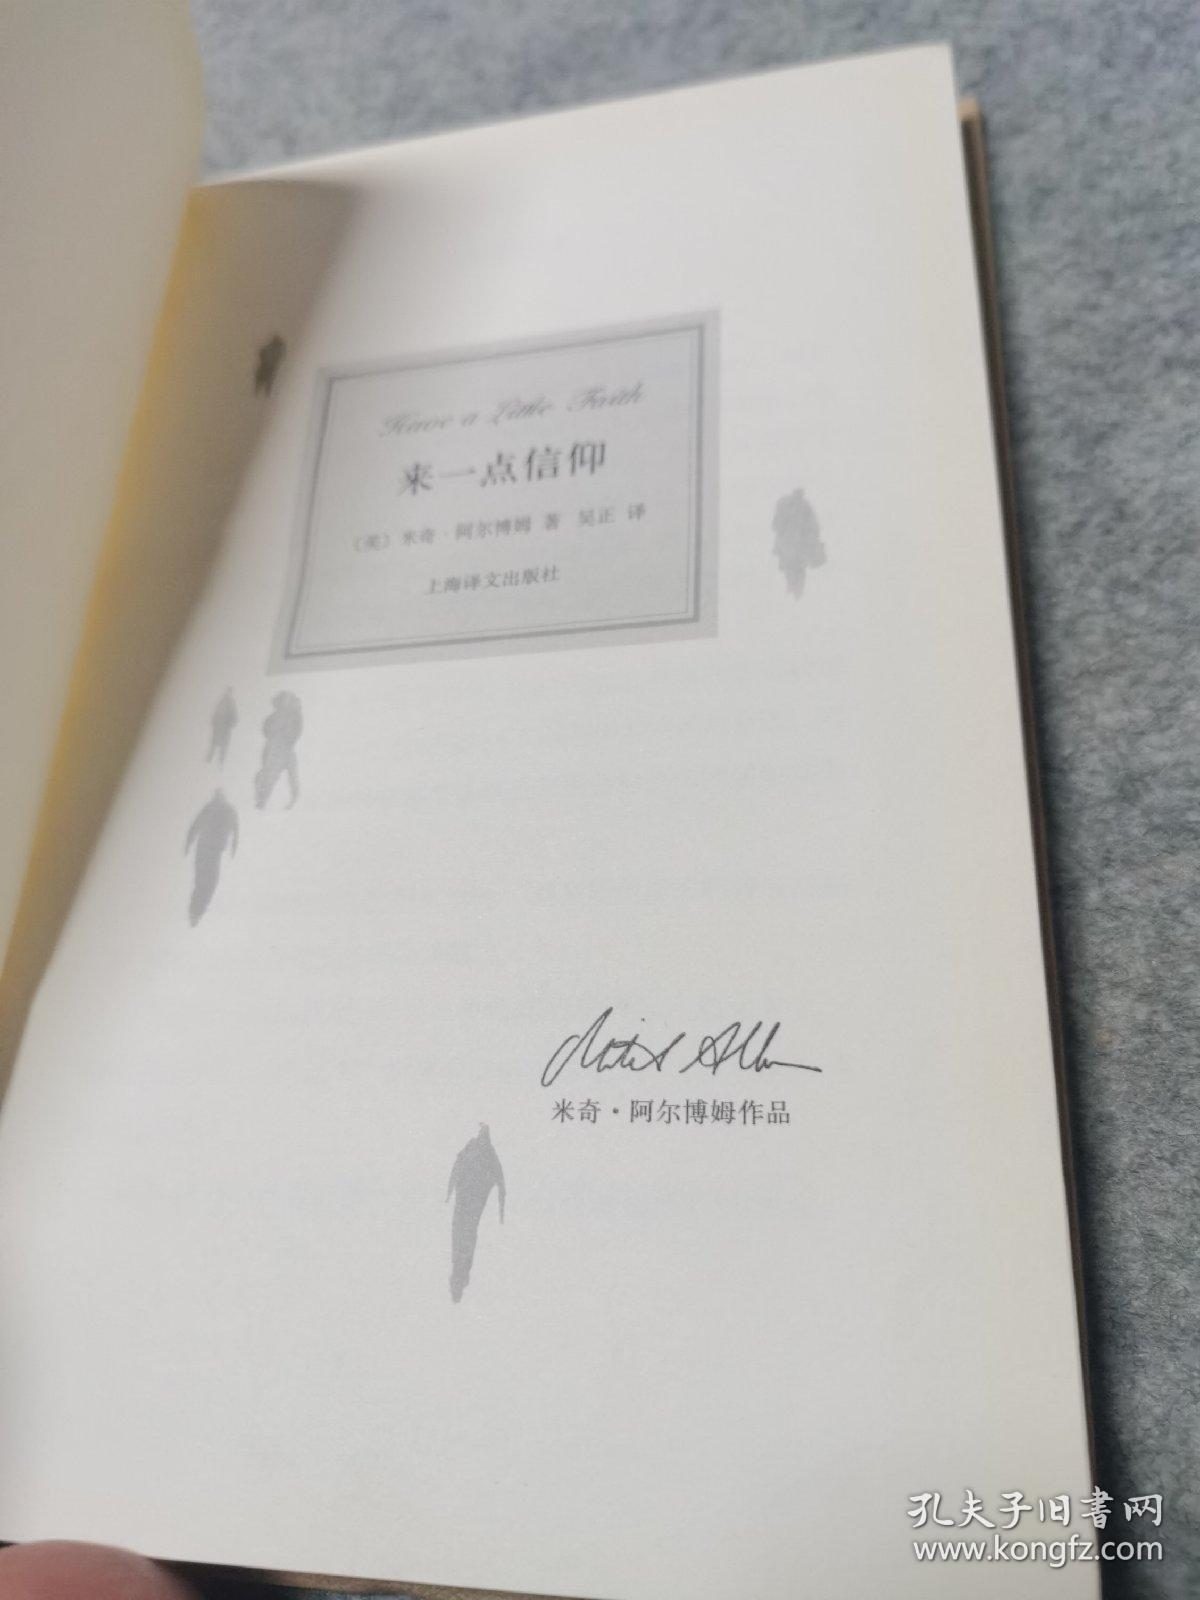 Have a Little Faith
来一点信仰
〔美〕米奇·阿尔博姆 著 吴正 译
上海译文出版社
Mitch Albom
米奇·阿尔博姆作品
孔夫子旧书网
www.kongfz.com